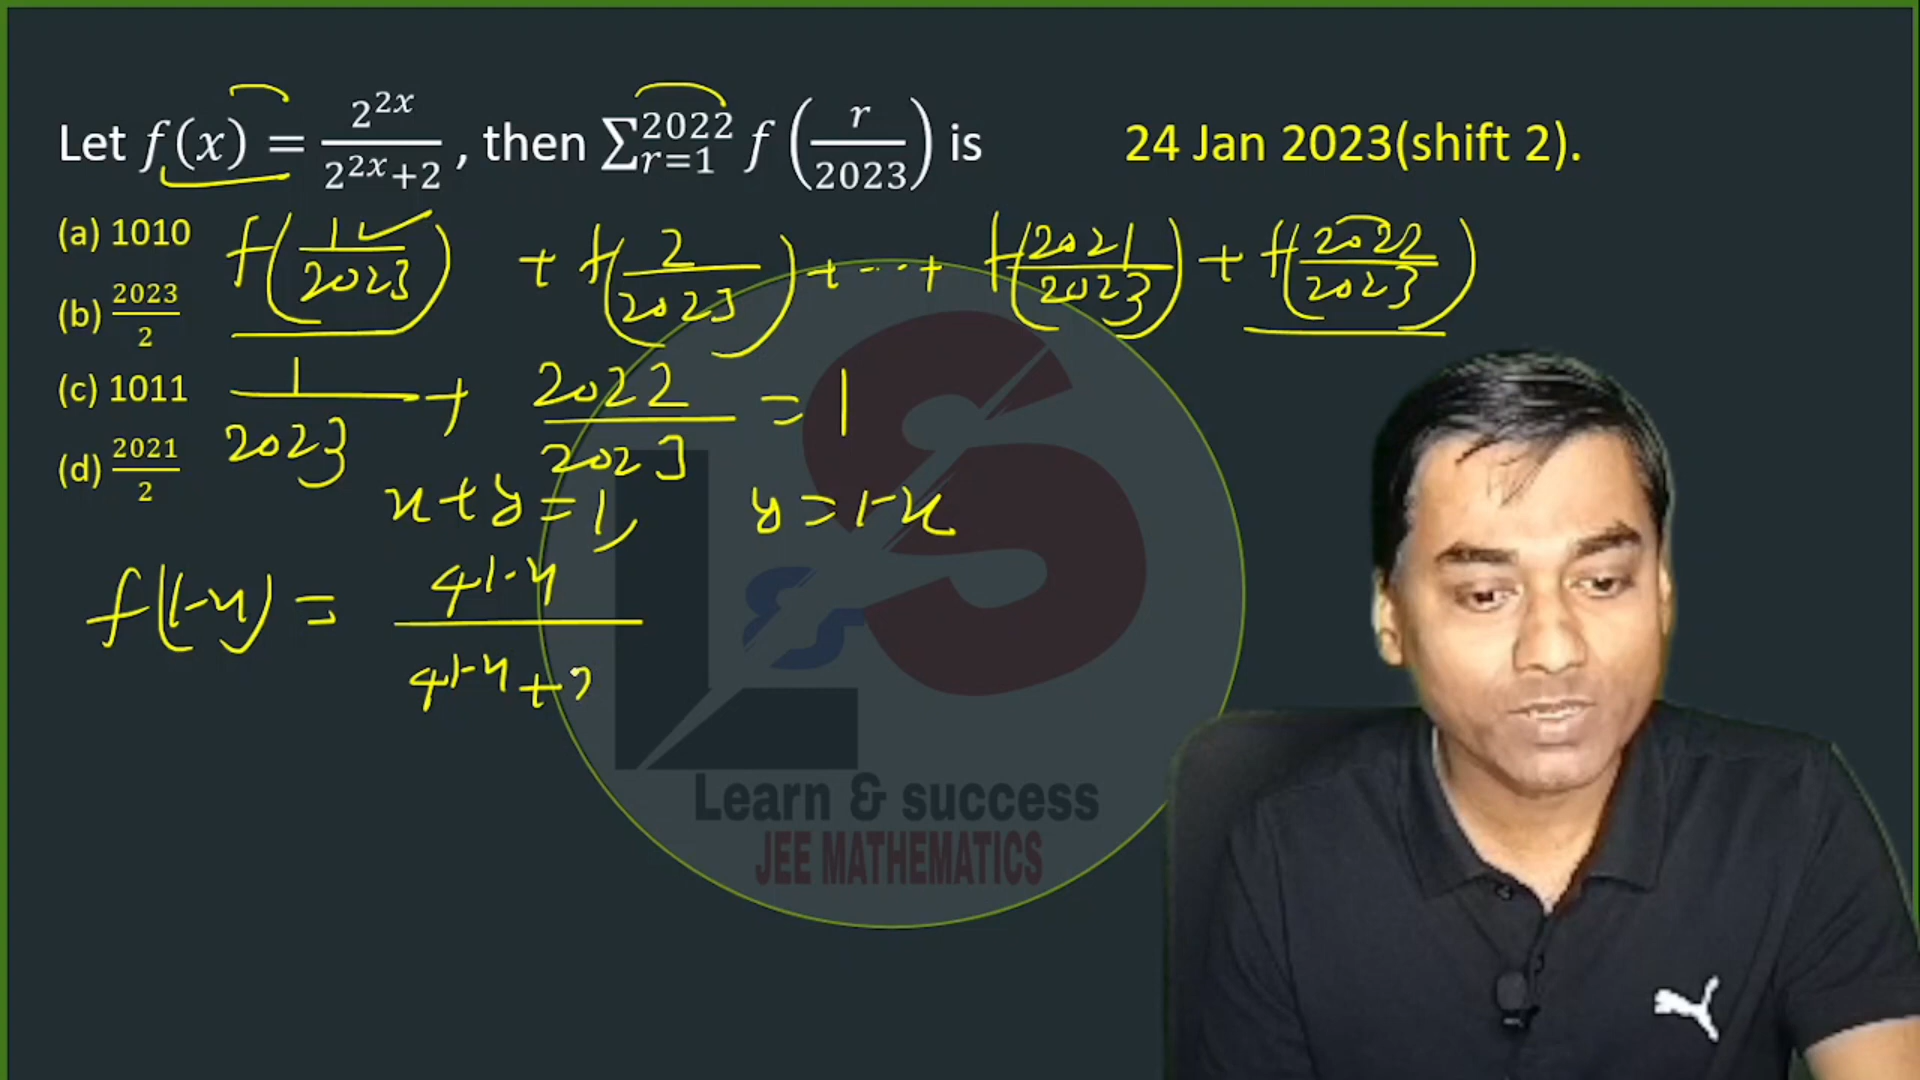 Let f(x) = 2^{2x}/(2^{2x}+2), then ∑_{r=1}^{2022} f(r/2023) is 24 Jan 2023(shift 2).
(a) 1010
f(1/2023) + f(2/2023) + ... + f(2021/2023) + f(2022/2023)
(b) 2023/2
(c) 1011
1/2023 + 2022/2023 = 1
(d) 2021/2
x+y=1, y=1-x
f(1-x) = 4^{1-x}/(4^{1-x}+2
LS
LS
Learn & success
JEE MATHEMATICS